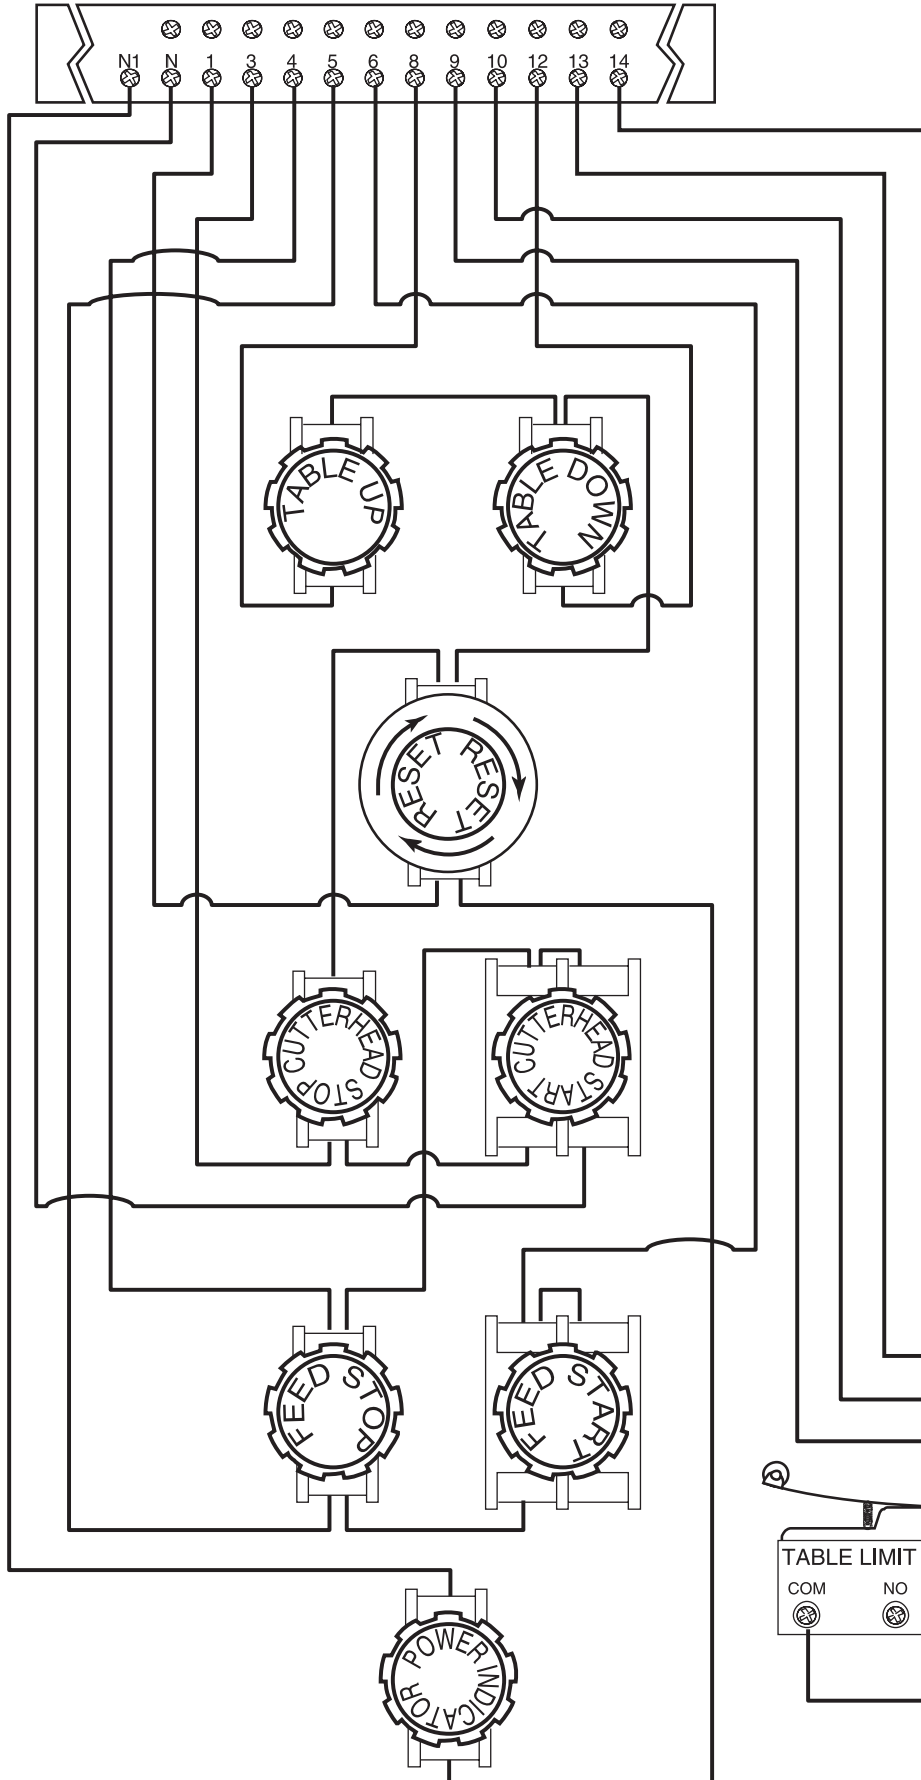 N1 N 1 3 4 5 6 8 9 10 12 13 14
TABLE UP
TABLE DOWN
RESET RESET
CUTTERHEAD
STOP
CUTTERHEAD
START
FEED STOP
FEED START
TABLE LIMIT
COM NO
POWER INDICATOR